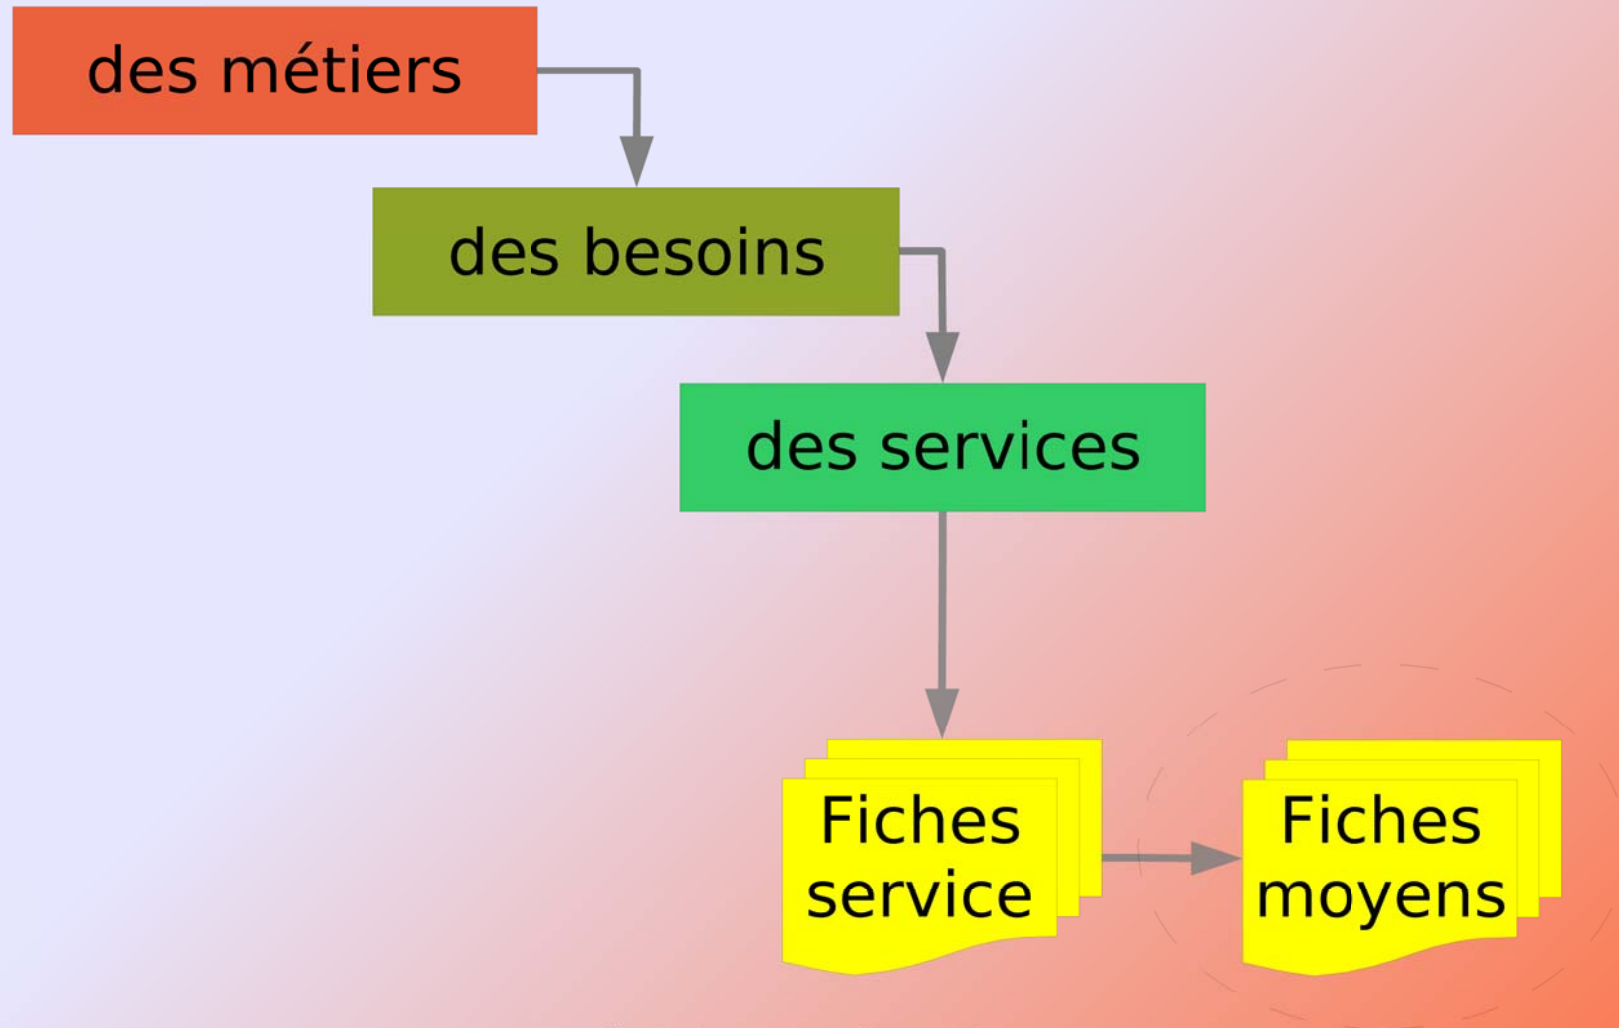 des métiers
des besoins
des services
Fiches
service
Fiches
moyens